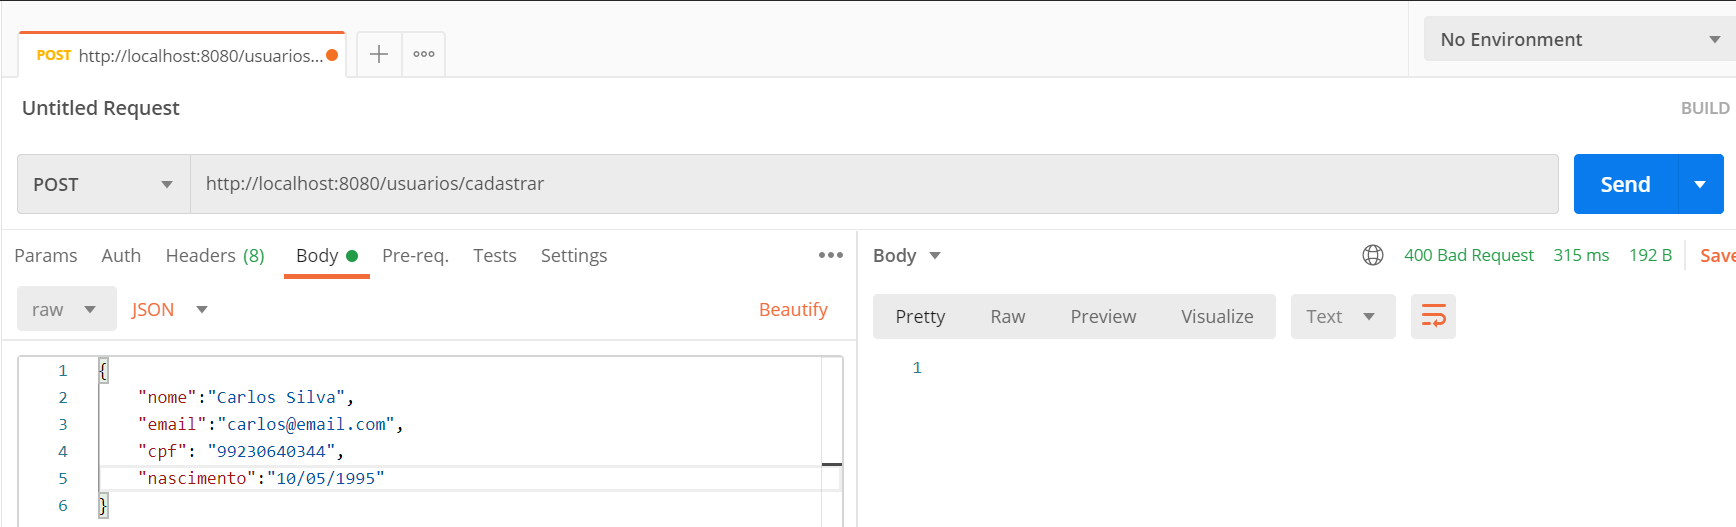 POST http://localhost:8080/usuarios...
No Environment
Untitled Request
BUILD
POST
http://localhost:8080/usuarios/cadastrar
Send
Params Auth Headers (8) Body Pre-req. Tests Settings
Body
400 Bad Request 315 ms 192 B Save
raw JSON Beautify
Pretty Raw Preview Visualize Text
1 {
2 "nome":"Carlos Silva",
3 "email":"carlos@email.com",
4 "cpf": "99230640344",
5 "nascimento":"10/05/1995"
6 }
1